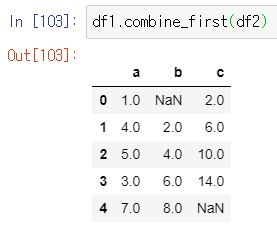 In [103]: df1.combine_first(df2)
Out[103]:
a b c
0 1.0 NaN 2.0
1 4.0 2.0 6.0
2 5.0 4.0 10.0
3 3.0 6.0 14.0
4 7.0 8.0 NaN